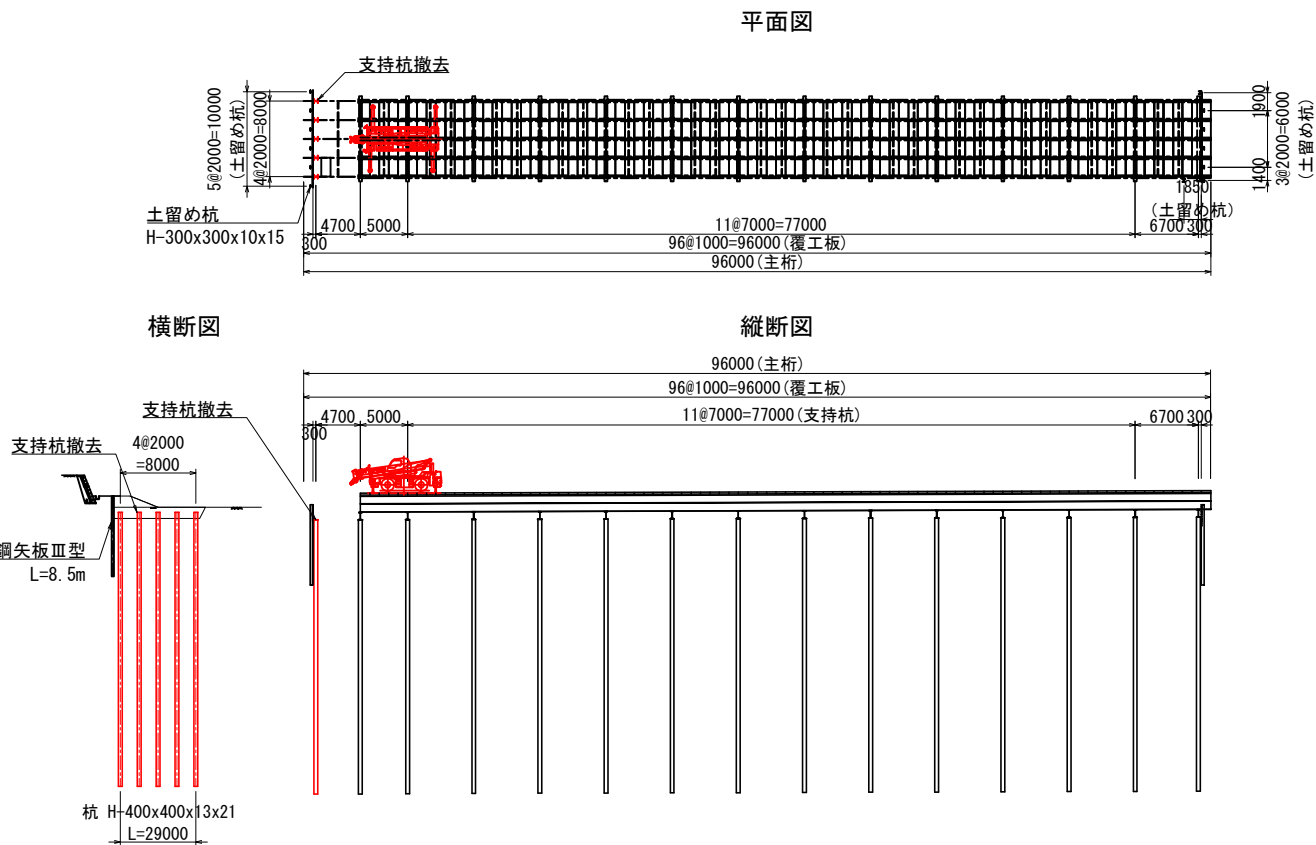 平面図
支持杭撤去
5@2000=10000
(土留め杭)
4@2000=8000
土留め杭
H-300x300x10x15
1900
3@2000=6000
(土留め杭)
1400
1850
(土留め杭)
300
4700
5000
11@7000=77000
6700
300
96@1000=96000(覆工板)
96000(主桁)
横断図
縦断図
96000(主桁)
96@1000=96000(覆工板)
支持杭撤去
300
4700
5000
11@7000=77000(支持杭)
6700
300
支持杭撤去
4@2000
=8000
鋼矢板Ⅲ型
L=8.5m
杭 H-400x400x13x21
L=29000